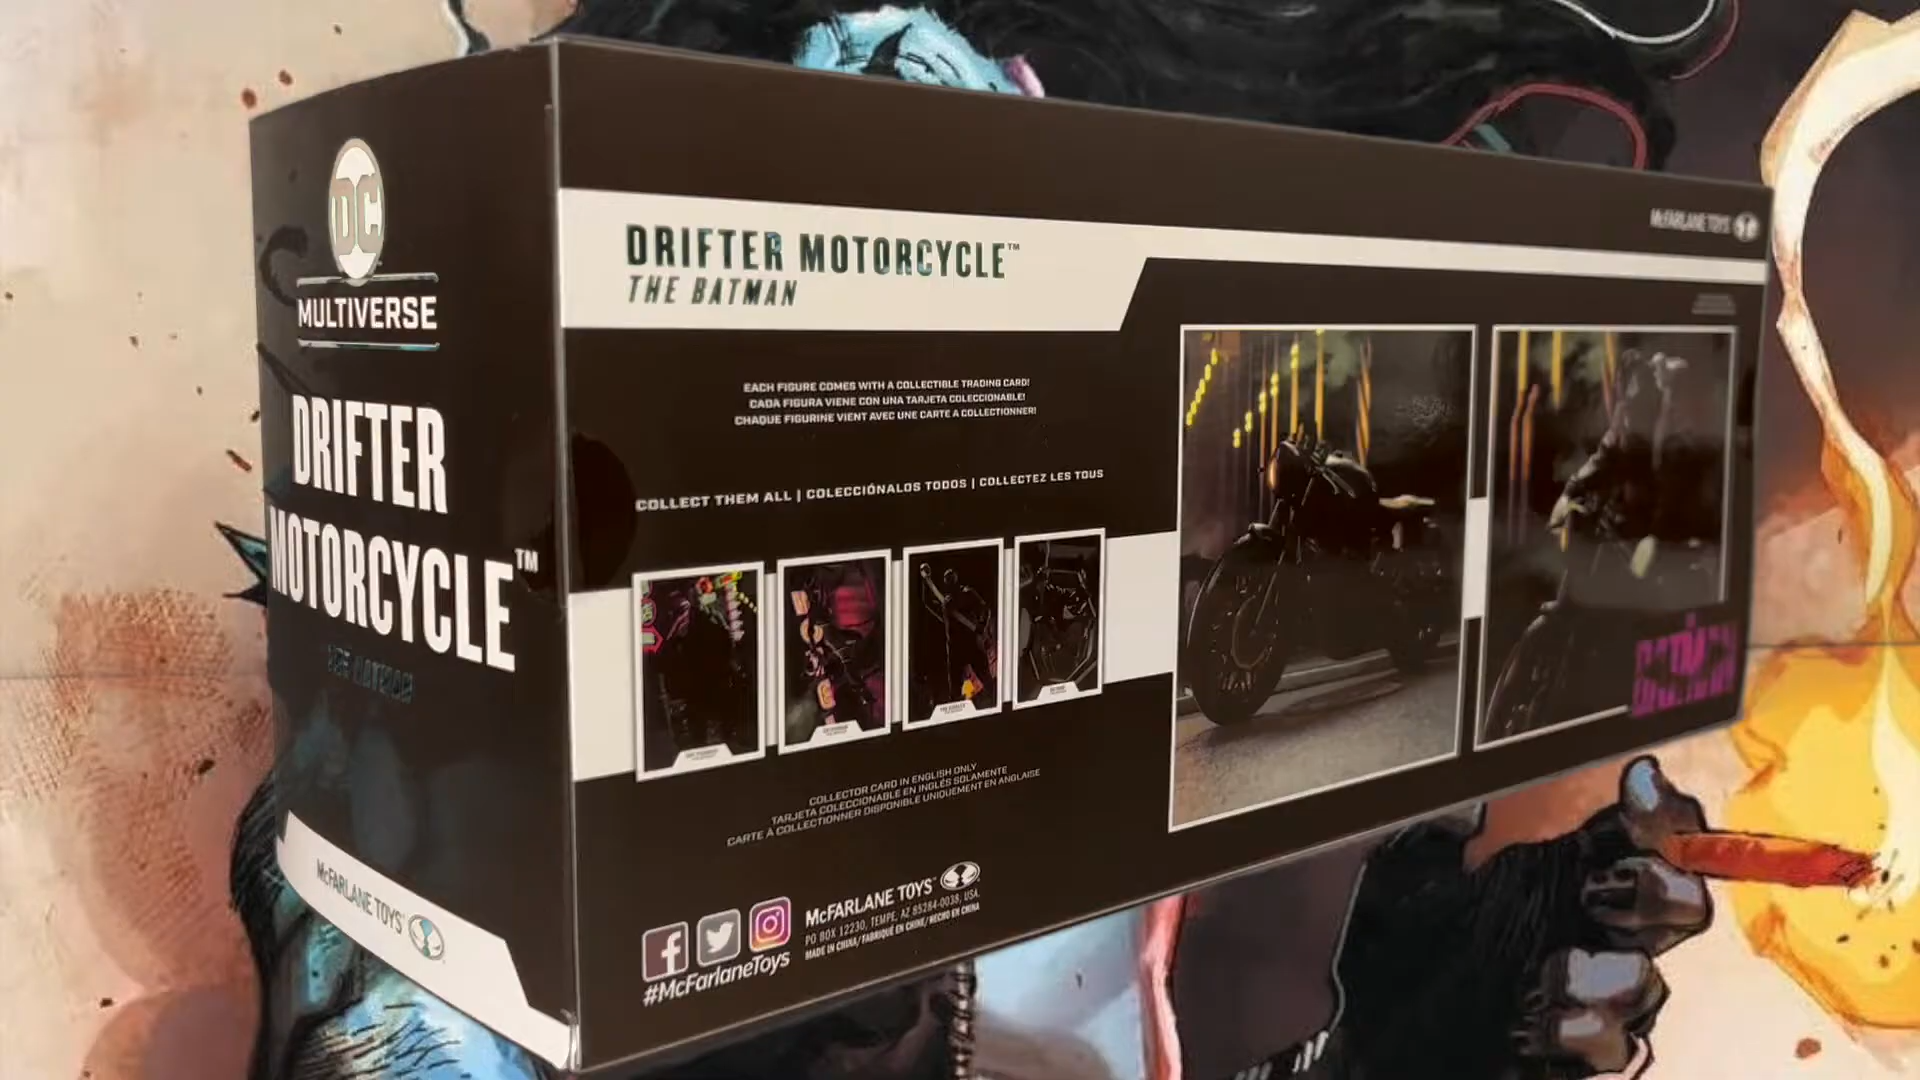 DC
MULTIVERSE
DRIFTER
MOTORCYCLE™
THE BATMAN
McFARLANE TOYS
DRIFTER MOTORCYCLE™
THE BATMAN
McFARLANE TOYS
EACH FIGURE COMES WITH A COLLECTIBLE TRADING CARD!
CADA FIGURA VIENE CON UNA TARJETA COLECCIONABLE!
CHAQUE FIGURINE VIENT AVEC UNE CARTE A COLLECTIONNER!
COLLECT THEM ALL | COLECCIÓNALOS TODOS | COLLECTEZ LES TOUS
COLLECTOR CARD IN ENGLISH ONLY
TARJETA COLECCIONABLE EN INGLÉS SOLAMENTE
CARTE À COLLECTIONNER DISPONIBLE UNIQUEMENT EN ANGLAISE
#McFarlaneToys
McFARLANE TOYS™
PO BOX 12230, TEMPE, AZ 85284-0038, USA.
MADE IN CHINA/FABRIQUÉ EN CHINE/HECHO EN CHINA
THE
BATMAN